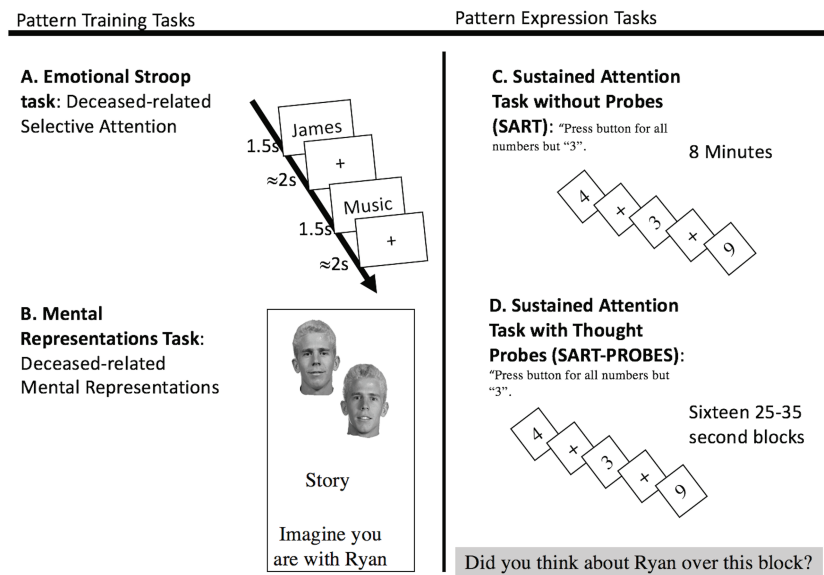 Pattern Training Tasks
Pattern Expression Tasks
A. Emotional Stroop
task: Deceased-related
Selective Attention
James
1.5s
+
≈2s
Music
1.5s
+
≈2s
B. Mental
Representations Task:
Deceased-related
Mental Representations
Story
Imagine you
are with Ryan
C. Sustained Attention
Task without Probes
(SART): “Press button for all
numbers but “3”.
8 Minutes
4
+
3
+
9
D. Sustained Attention
Task with Thought
Probes (SART-PROBES):
“Press button for all numbers but
“3”.
Sixteen 25-35
second blocks
4
+
3
+
9
Did you think about Ryan over this block?